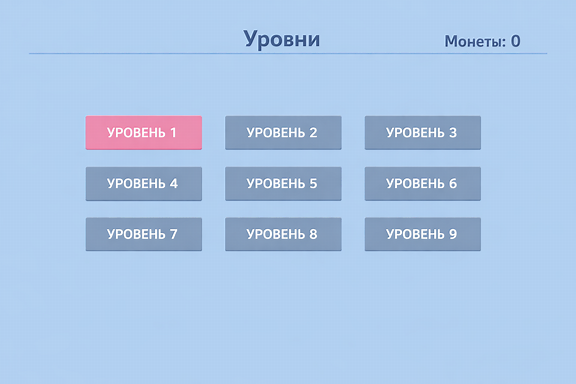 Уровни
Монеты: 0
УРОВЕНЬ 1
УРОВЕНЬ 2
УРОВЕНЬ 3
УРОВЕНЬ 4
УРОВЕНЬ 5
УРОВЕНЬ 6
УРОВЕНЬ 7
УРОВЕНЬ 8
УРОВЕНЬ 9